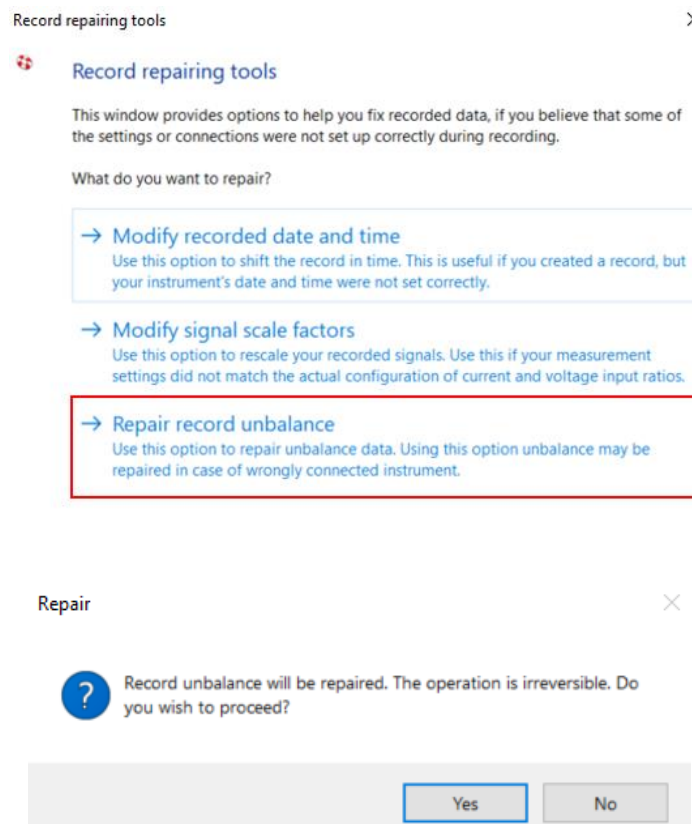 Record repairing tools
Record repairing tools
This window provides options to help you fix recorded data, if you believe that some of
the settings or connections were not set up correctly during recording.
What do you want to repair?
→ Modify recorded date and time
Use this option to shift the record in time. This is useful if you created a record, but
your instrument's date and time were not set correctly.
→ Modify signal scale factors
Use this option to rescale your recorded signals. Use this if your measurement
settings did not match the actual configuration of current and voltage input ratios.
→ Repair record unbalance
Use this option to repair unbalance data. Using this option unbalance may be
repaired in case of wrongly connected instrument.
Repair
?
Record unbalance will be repaired. The operation is irreversible. Do
you wish to proceed?
Yes
No